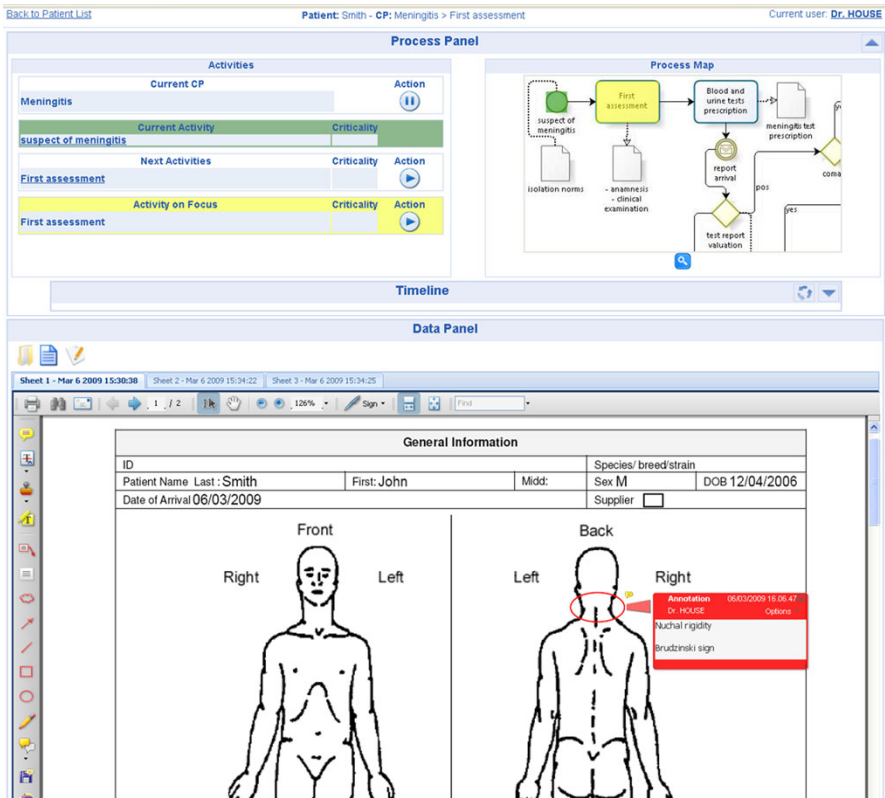 Back to Patient List
Patient: Smith - CP: Meningitis > First assessment
Current user: Dr. HOUSE
Process Panel
Activities
Current CP
Action
Meningitis
Current Activity
Criticality
suspect of meningitis
Next Activities
Criticality
Action
First assessment
Activity on Focus
Criticality
Action
First assessment
Process Map
First
assessment
Blood and
urine tests
prescription
suspect of
meningitis
meningitis test
prescription
isolation norms
- anamnesis
- clinical
examination
report
arrival
pos
coma
yes
test report
valuation
Timeline
Data Panel
Sheet 1 - Mar 6 2009 15:30:38
Sheet 2 - Mar 6 2009 15:34:22
Sheet 3 - Mar 6 2009 15:34:25
1 / 2
126%
Sign
Find
General Information
ID
Species/ breed/strain
Patient Name Last : Smith
First: John
Midd:
Sex M
DOB 12/04/2006
Date of Arrival 06/03/2009
Supplier
Front
Back
Right
Left
Left
Right
Annotation
06/03/2009 16.06.47
Dr. HOUSE
Options
Nuchal rigidity
Brudzinski sign